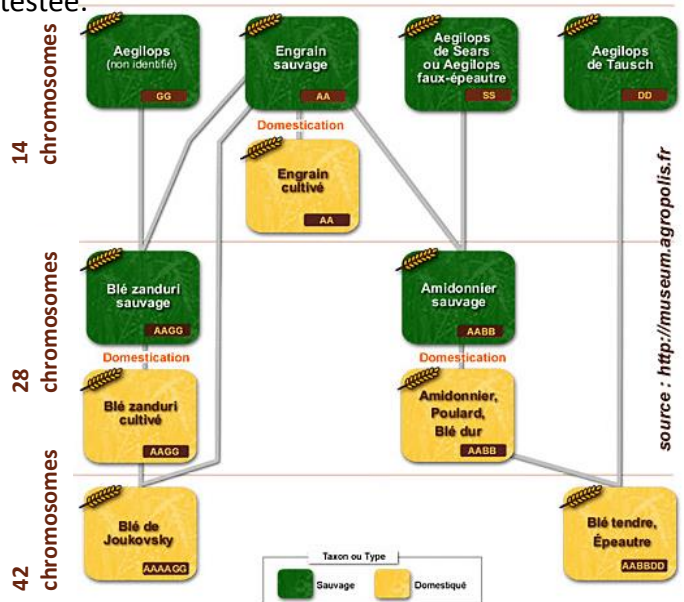 testée.
14
chromosomes
Aegilops
(non identifié)
GG
Engrain
sauvage
AA
Aegilops
de Sears
ou Aegilops
faux-épeautre
SS
Aegilops
de Tausch
DD
Domestication
Engrain
cultivé
AA
28
chromosomes
Blé zanduri
sauvage
AAGG
Amidonnier
sauvage
AABB
Domestication
Domestication
Blé zanduri
cultivé
AAGG
Amidonnier,
Poulard,
Blé dur
AABB
42
chromosomes
Blé de
Joukovsky
AAAAGG
Blé tendre,
Épeautre
AABBDD
Taxon ou Type
Sauvage
Domestiqué
source : http://museum.agropolis.fr